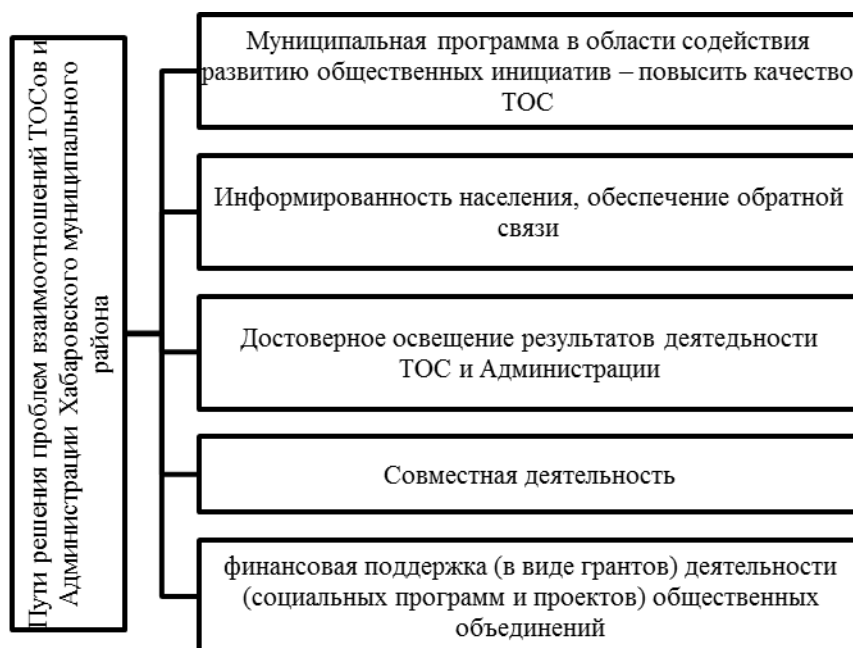 Пути решения проблем взаимоотношений ТОСов и
Администрации Хабаровского муниципального
района
Муниципальная программа в области содействия
развитию общественных инициатив – повысить качество
ТОС
Информированность населения, обеспечение обратной
связи
Достоверное освещение результатов деятедьности
ТОС и Администрации
Совместная деятельность
финансовая поддержка (в виде грантов) деятельности
(социальных программ и проектов) общественных
объединений